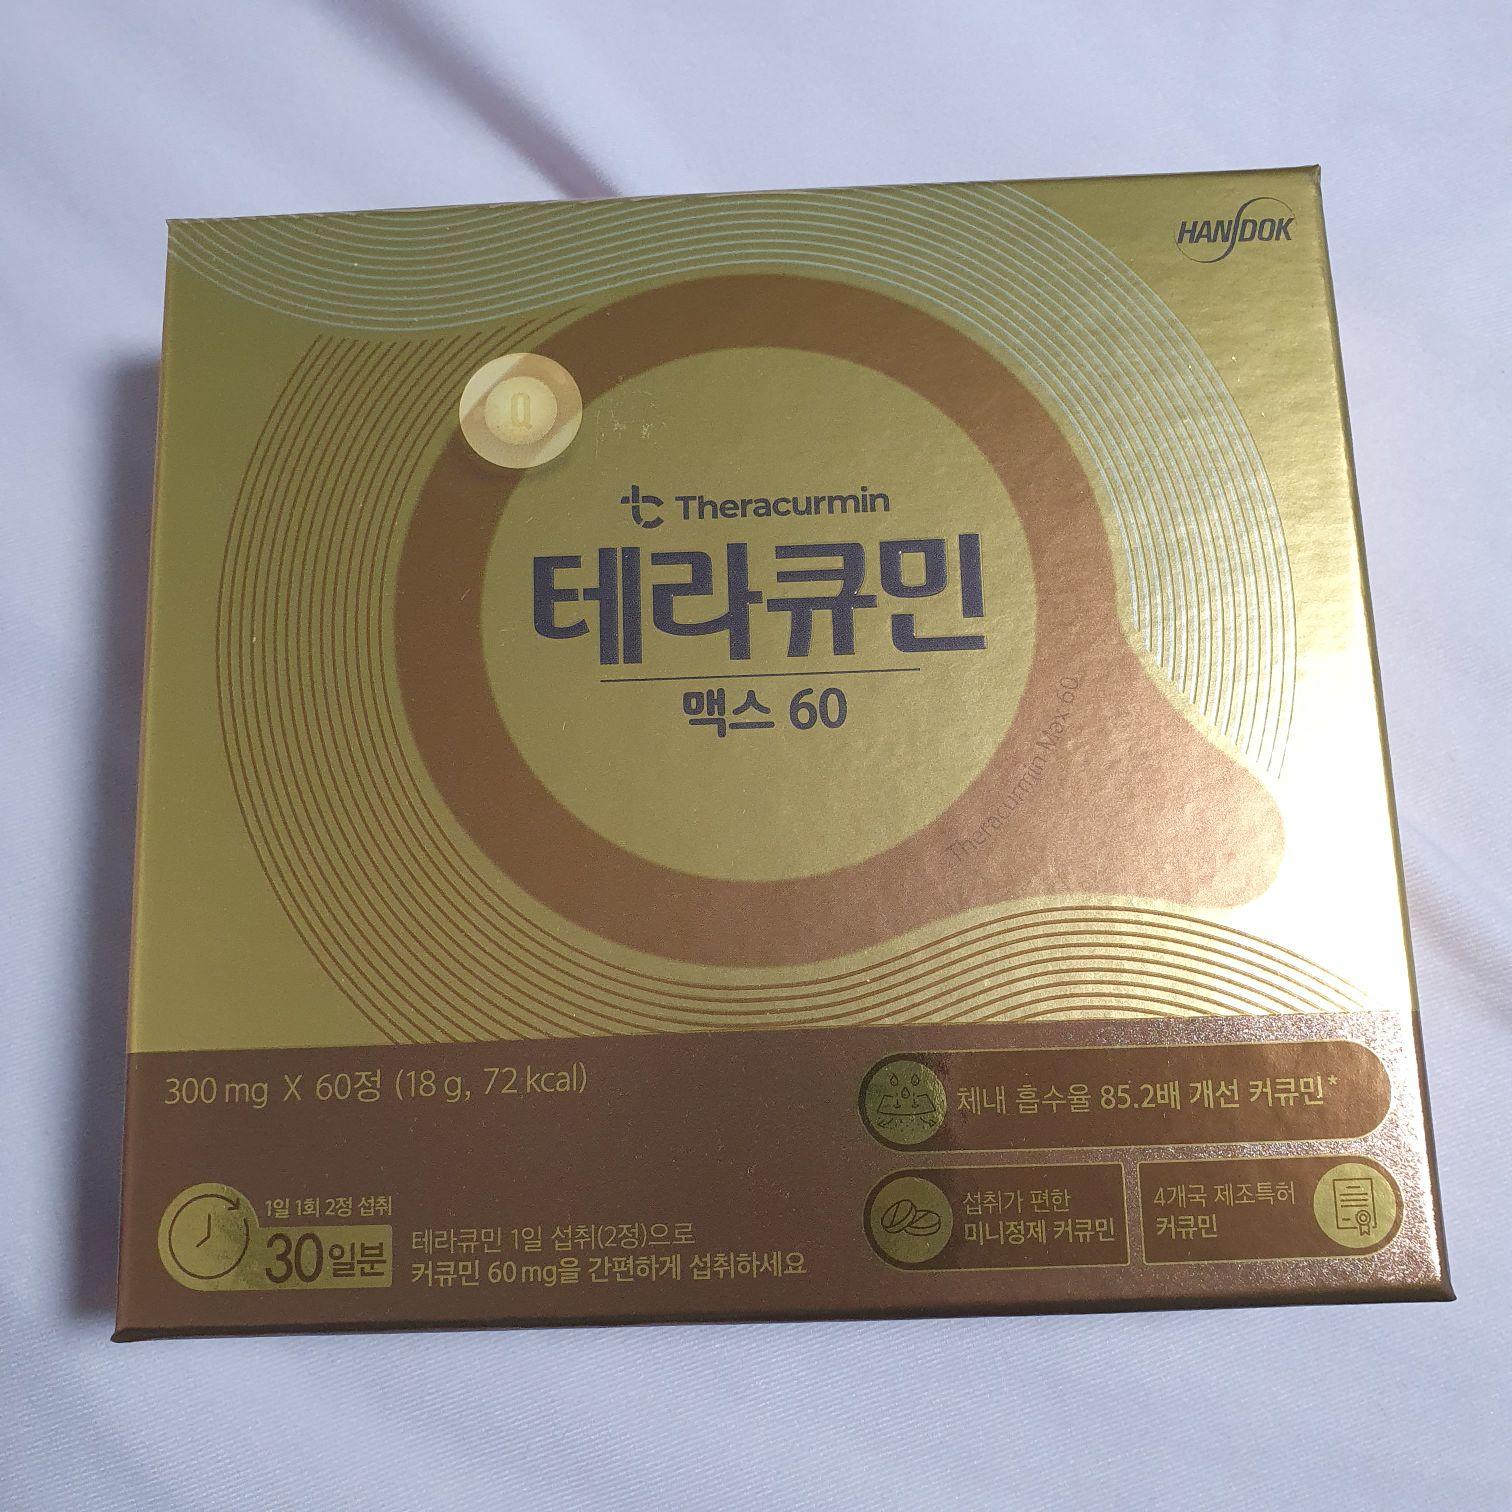 HANDOK
Q
Theracurmin
테라큐민
맥스 60
Theracurmin Max 60
300 mg X 60정 (18 g, 72 kcal)
체내 흡수율 85.2배 개선 커큐민*
섭취가 편한
미니정제 커큐민
4개국 제조특허
커큐민
1일 1회 2정 섭취
30일분
테라큐민 1일 섭취(2정)으로
커큐민 60 mg을 간편하게 섭취하세요